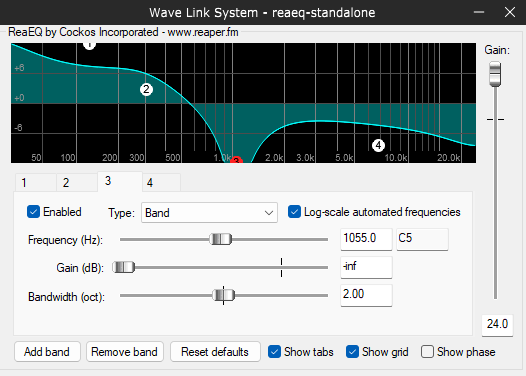 Wave Link System - reaeq-standalone
ReaEQ by Cockos Incorporated - www.reaper.fm
Gain:
1
+6
2
+0
-6
3
4
50 100 200 300 500 1.0k 2.0k 3.0k 5.0k 10.0k 20.0k
1 2 3 4
Enabled Type: Band Log-scale automated frequencies
Frequency (Hz): 1055.0 C5
Gain (dB): -inf
Bandwidth (oct): 2.00
24.0
Add band Remove band Reset defaults Show tabs Show grid Show phase